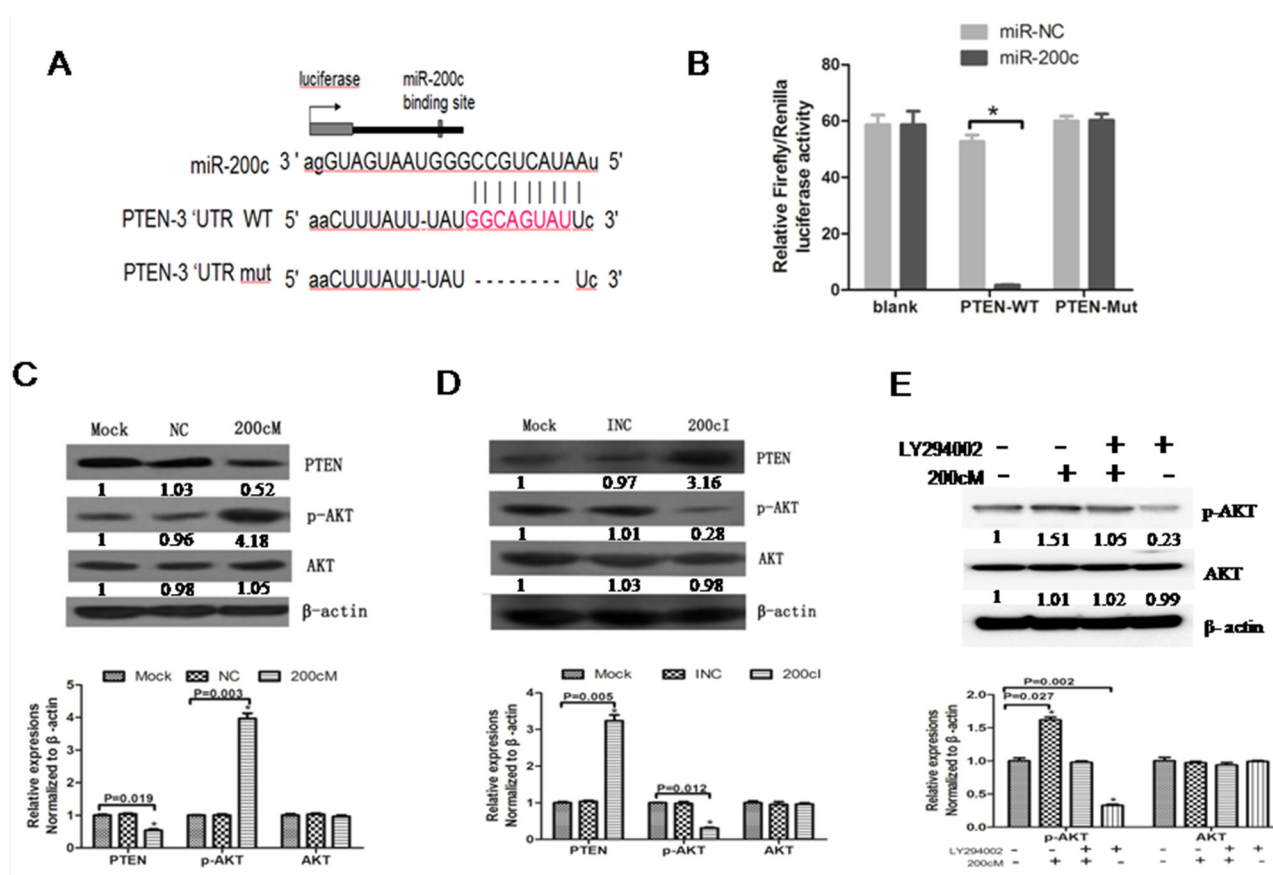 A
luciferase
miR-200c
binding site
miR-200c 3 ' agGUAGUAAUGGGCCGUCAUAAu 5'
PTEN-3 ‘UTR WT 5' aaCUUUAUU-UAUGGCAGUAUUc 3'
PTEN-3 ‘UTR mut 5' aaCUUUAUU-UAU - - - - - - - - Uc 3'
B
miR-NC
miR-200c
Relative Firefly/Renilla
luciferase activity
80
60
40
20
0
*
blank PTEN-WT PTEN-Mut
C
Mock NC 200cM
PTEN
1 1.03 0.52
p-AKT
1 0.96 4.18
AKT
1 0.98 1.05
β-actin
Mock NC 200cM
Relative expresions
Normalized to β -actin
5
4
3
2
1
0
P=0.003
*
P=0.019
*
PTEN p-AKT AKT
D
Mock INC 200cI
PTEN
1 0.97 3.16
p-AKT
1 1.01 0.28
AKT
1 1.03 0.98
β-actin
Mock INC 200cI
Relative expresions
Normalized to β -actin
4
3
2
1
0
P=0.005
*
P=0.012
*
PTEN p-AKT AKT
E
LY294002 - - + +
200cM - + + -
p-AKT
1 1.51 1.05 0.23
AKT
1 1.01 1.02 0.99
β- actin
Relative expresions
Normalized to β -actin
2.0
1.5
1.0
0.5
0.0
P=0.002
P=0.027
*
*
p-AKT AKT
LY294002 - - + + - - + +
200cM - + + - - + + -